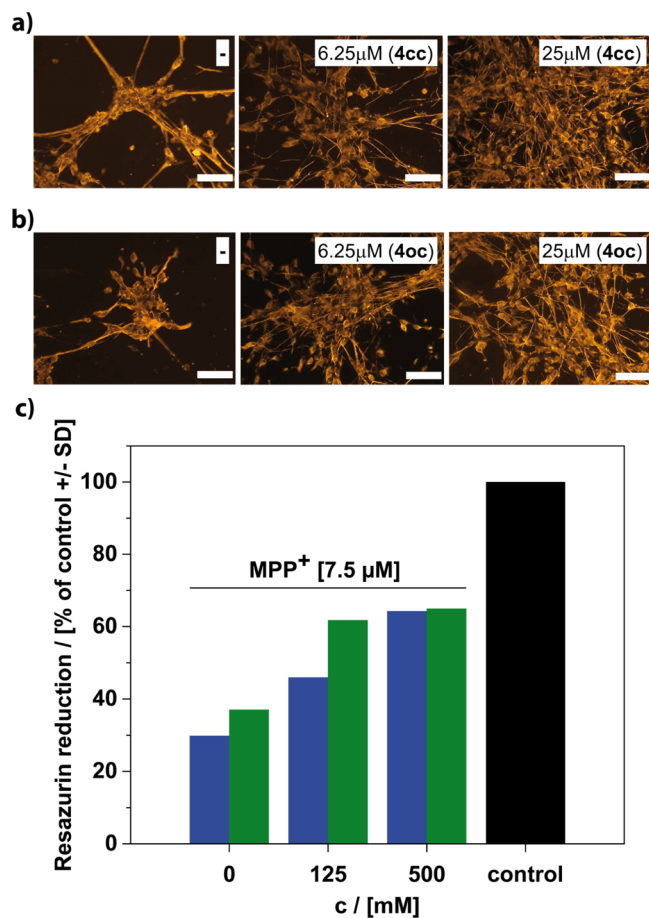 a)
-
6.25µM (4cc)
25µM (4cc)
b)
-
6.25µM (4oc)
25µM (4oc)
c)
Resazurin reduction / [% of control +/- SD]
100
80
60
40
20
0
MPP+ [7.5 µM]
0 125 500 control
c / [mM]